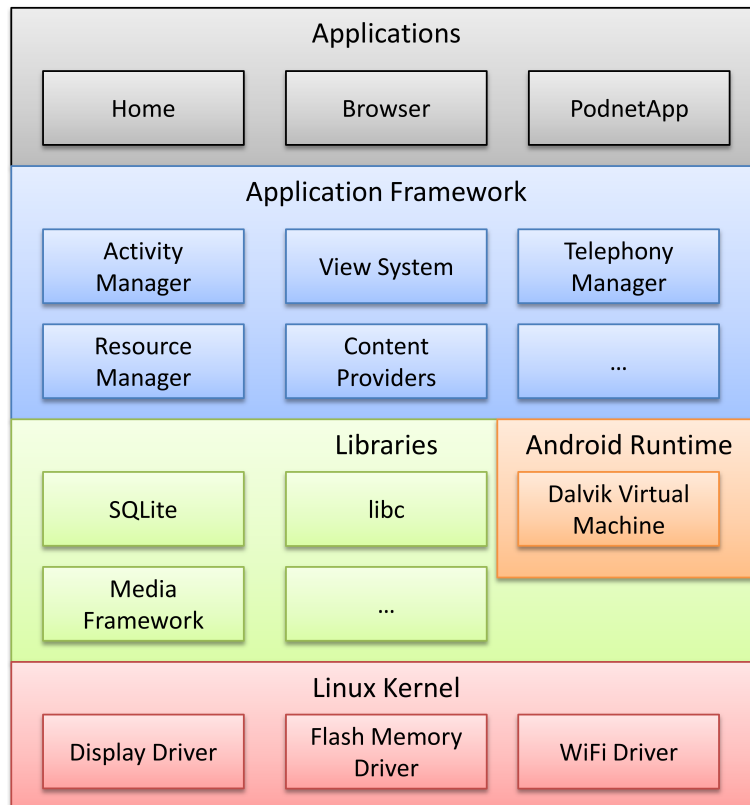 Applications
Home
Browser
PodnetApp
Application Framework
Activity
Manager
View System
Telephony
Manager
Resource
Manager
Content
Providers
...
Libraries
Android Runtime
SQLite
libc
Dalvik Virtual
Machine
Media
Framework
...
Linux Kernel
Display Driver
Flash Memory
Driver
WiFi Driver